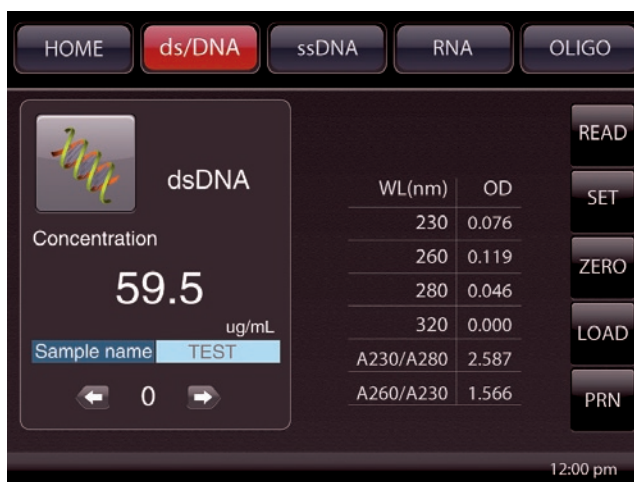 HOME ds/DNA ssDNA RNA OLIGO
dsDNA
Concentration
59.5
ug/mL
Sample name TEST
0
WL(nm) OD
230 0.076
260 0.119
280 0.046
320 0.000
A230/A280 2.587
A260/A230 1.566
READ
SET
ZERO
LOAD
PRN
12:00 pm